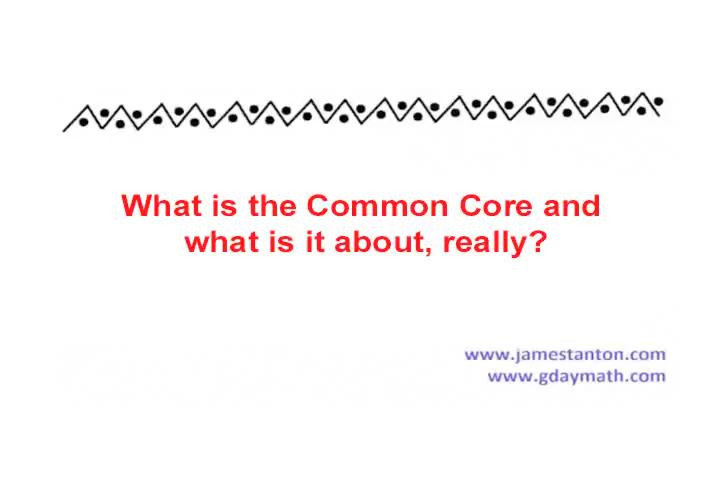 What is the Common Core and
what is it about, really?
www.jamestanton.com
www.gdaymath.com